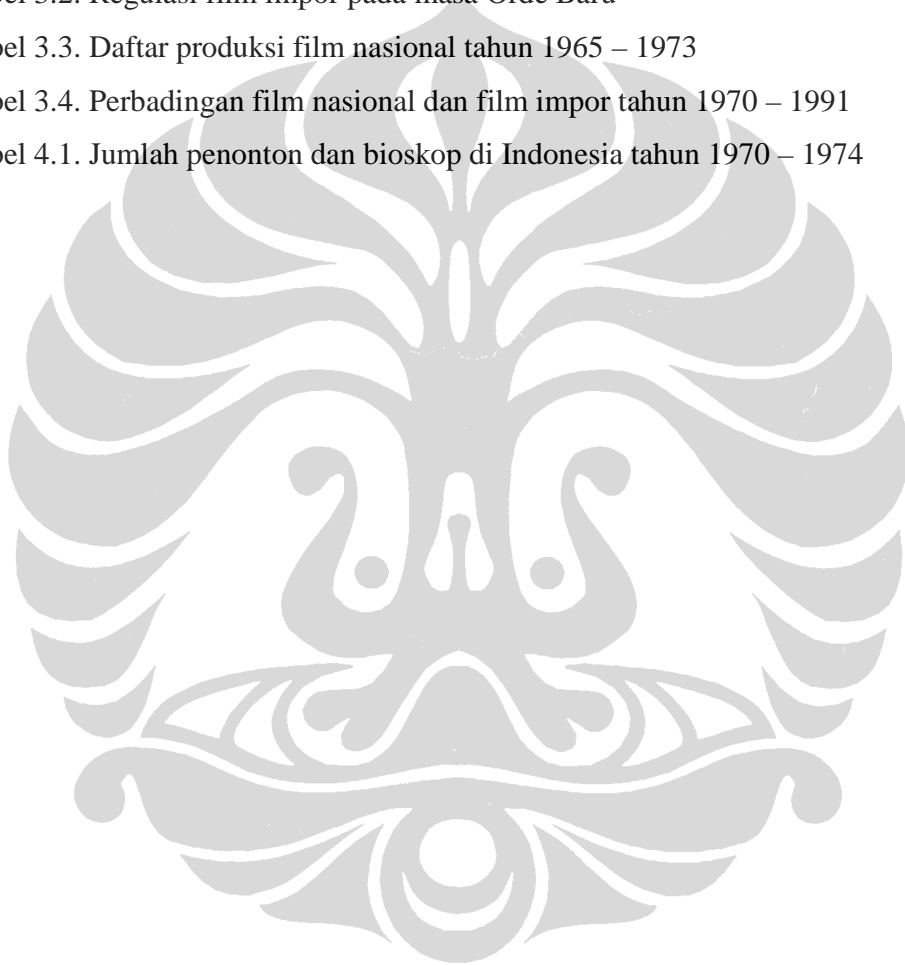 bel 3.2. Regulasi film impor pada masa Orde Baru
bel 3.3. Daftar produksi film nasional tahun 1965 – 1973
bel 3.4. Perbadingan film nasional dan film impor tahun 1970 – 1991
bel 4.1. Jumlah penonton dan bioskop di Indonesia tahun 1970 – 1974